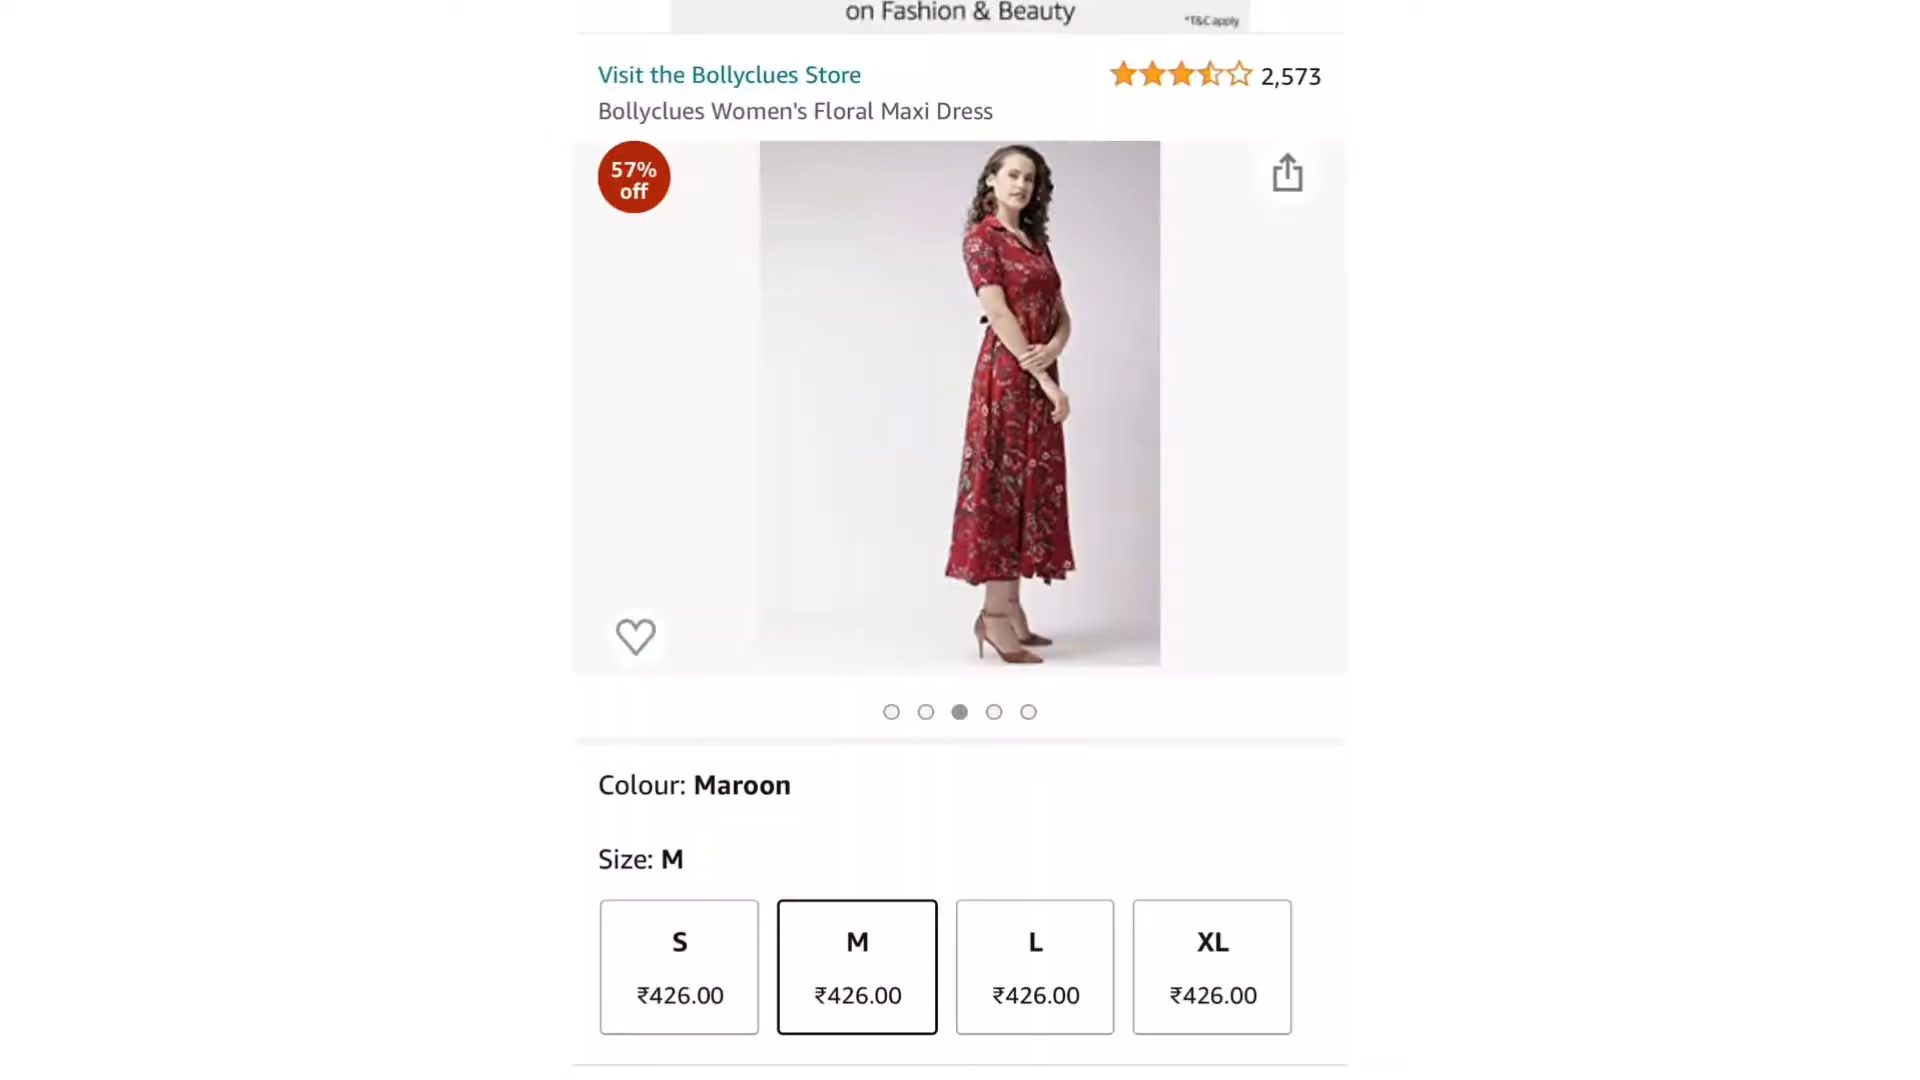 on Fashion & Beauty
*T&C apply
Visit the Bollyclues Store
2,573
Bollyclues Women's Floral Maxi Dress
57%
off
Colour: Maroon
Size: M
S
M
L
XL
₹426.00
₹426.00
₹426.00
₹426.00